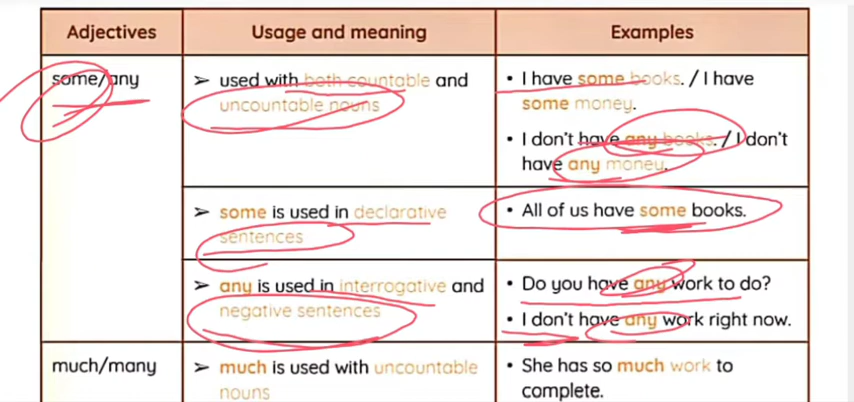 Adjectives
Usage and meaning
Examples
some/any
➢ used with both countable and
uncountable nouns
• I have some books. / I have
some money.
• I don't have any books. / I don't
have any money.
➢ some is used in declarative
sentences
• All of us have some books.
➢ any is used in interrogative and
negative sentences
• Do you have any work to do?
• I don't have any work right now.
much/many
➢ much is used with uncountable
nouns
• She has so much work to
complete.